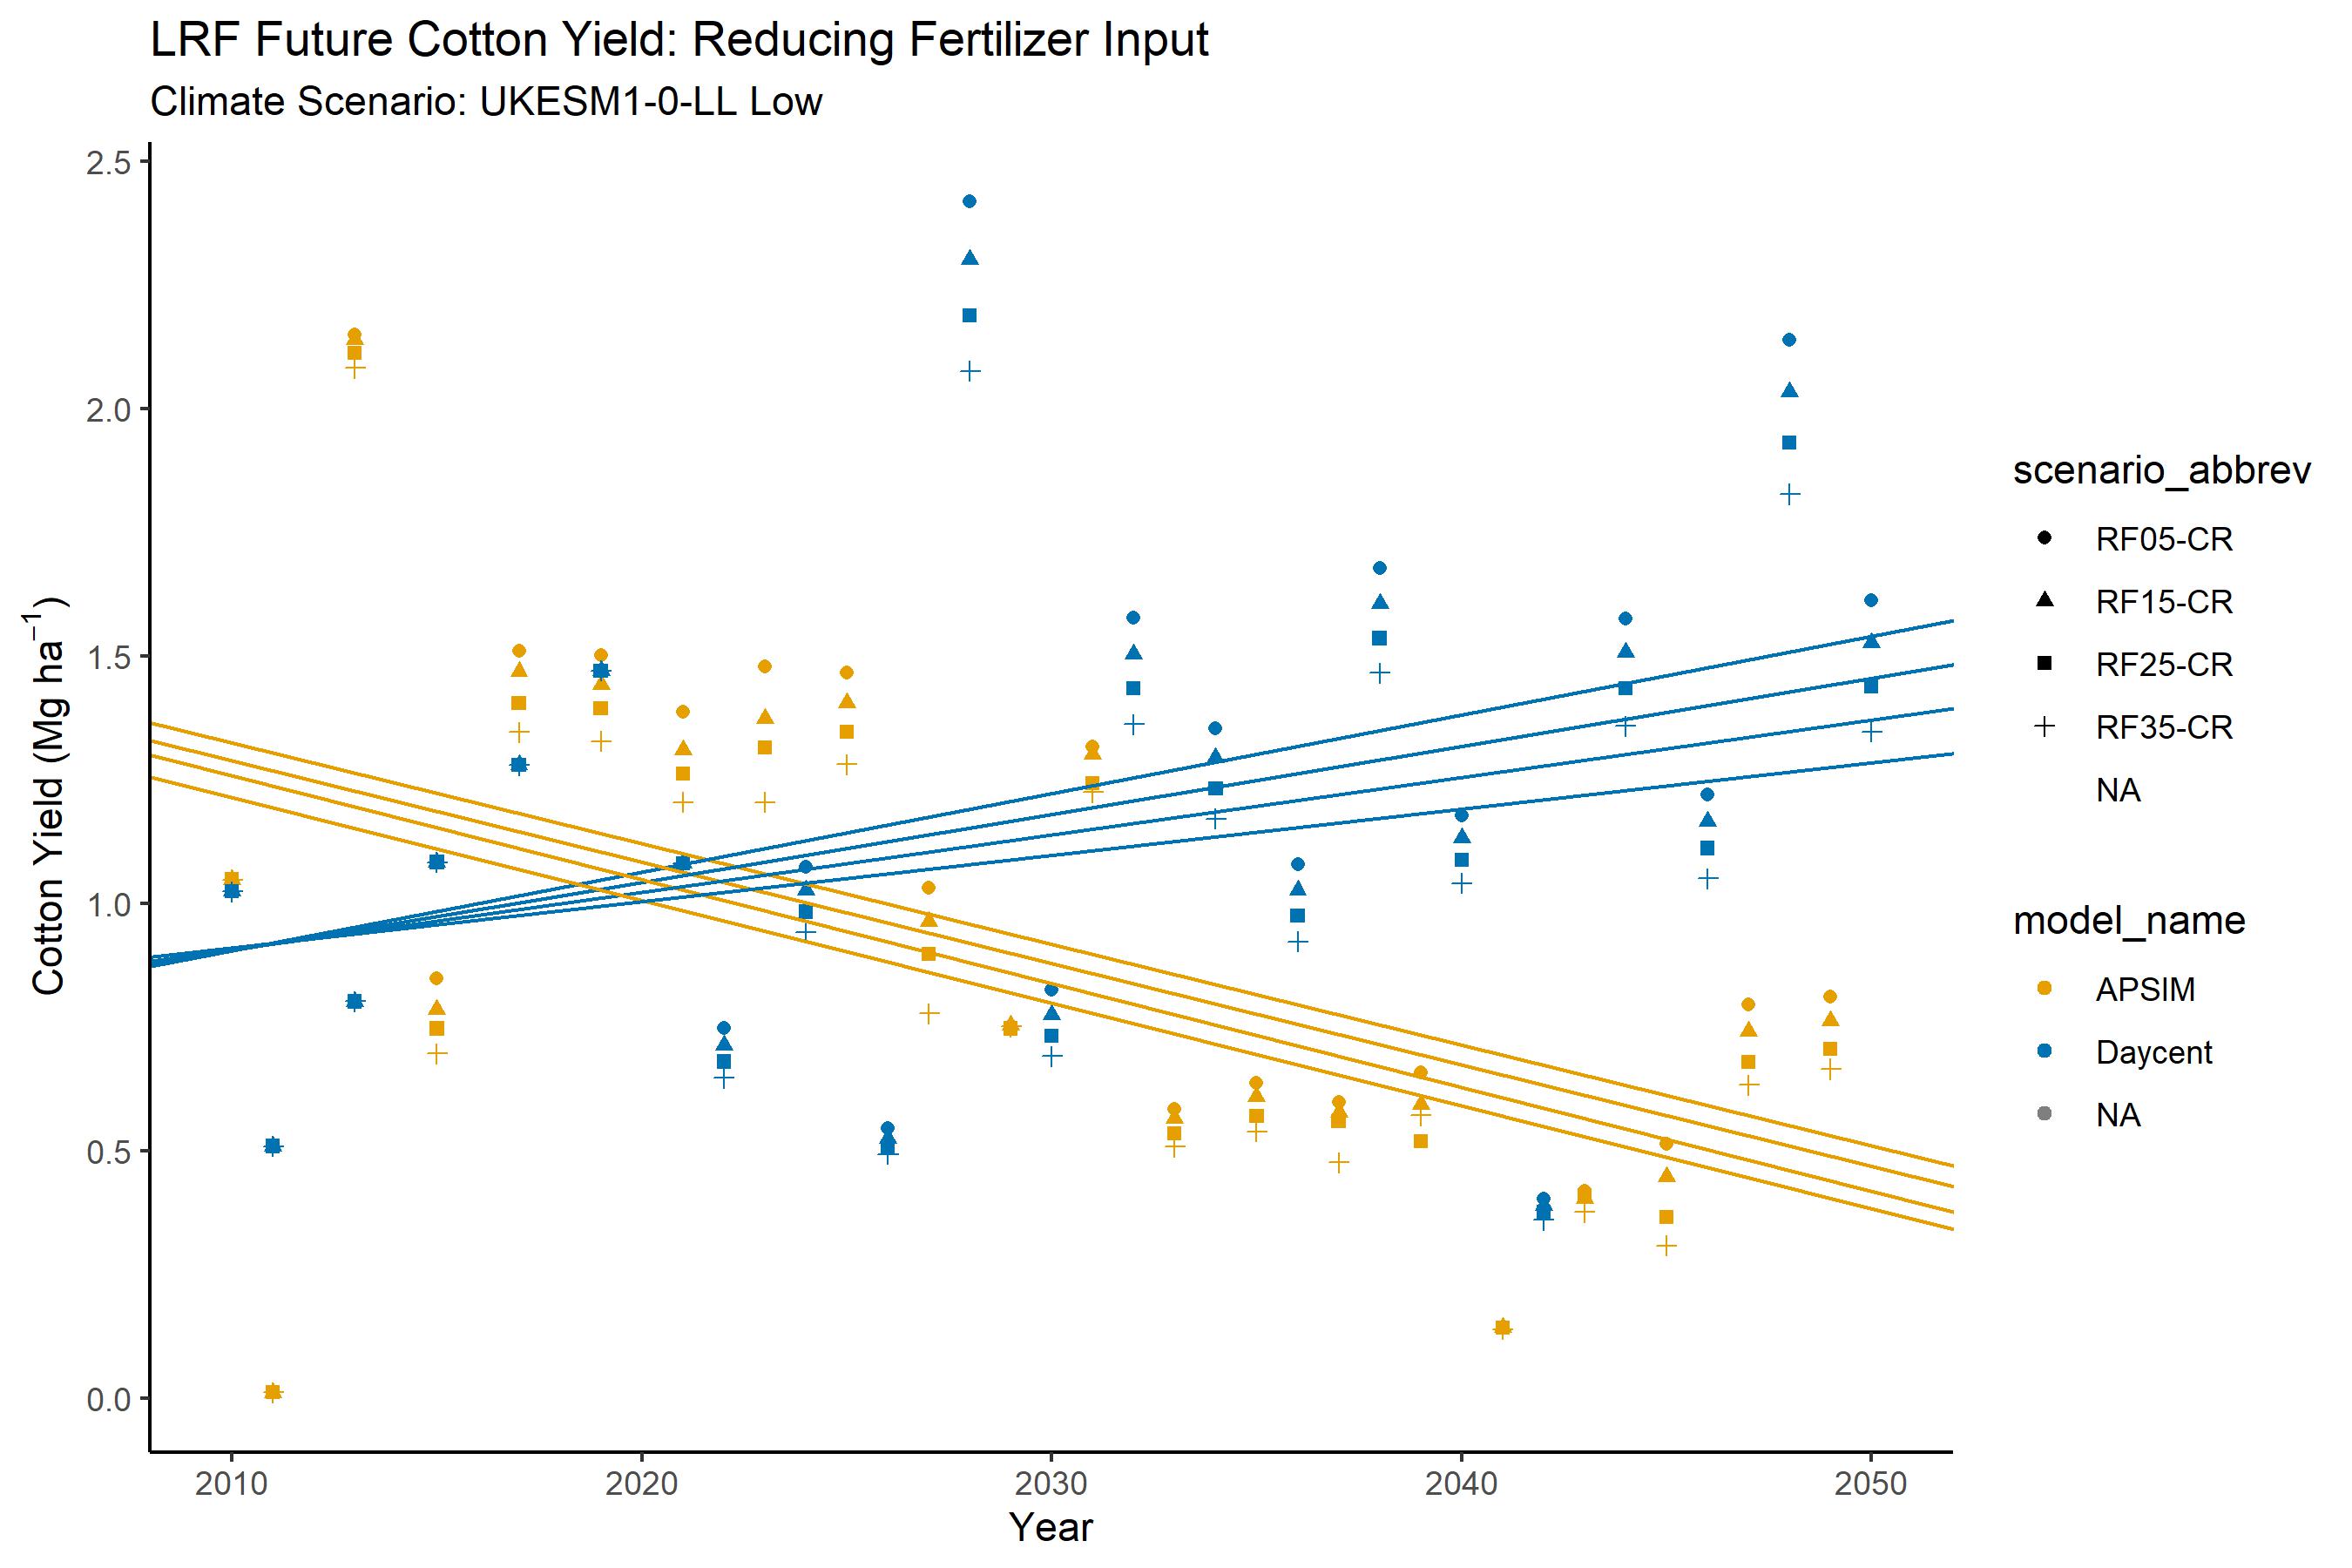 LRF Future Cotton Yield: Reducing Fertilizer Input
Climate Scenario: UKESM1-0-LL Low
Cotton Yield (Mg ha⁻¹)
2.5
2.0
1.5
1.0
0.5
0.0
2010
2020
2030
2040
2050
Year
scenario_abbrev
RF05-CR
RF15-CR
RF25-CR
RF35-CR
NA
model_name
APSIM
Daycent
NA